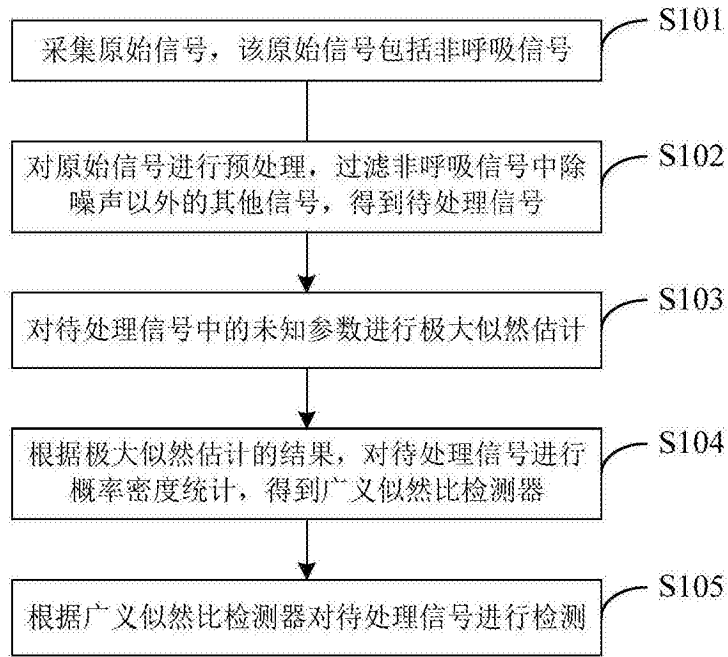 S101
采集原始信号，该原始信号包括非呼吸信号
S102
对原始信号进行预处理，过滤非呼吸信号中除
噪声以外的其他信号，得到待处理信号
S103
对待处理信号中的未知参数进行极大似然估计
S104
根据极大似然估计的结果，对待处理信号进行
概率密度统计，得到广义似然比检测器
S105
根据广义似然比检测器对待处理信号进行检测